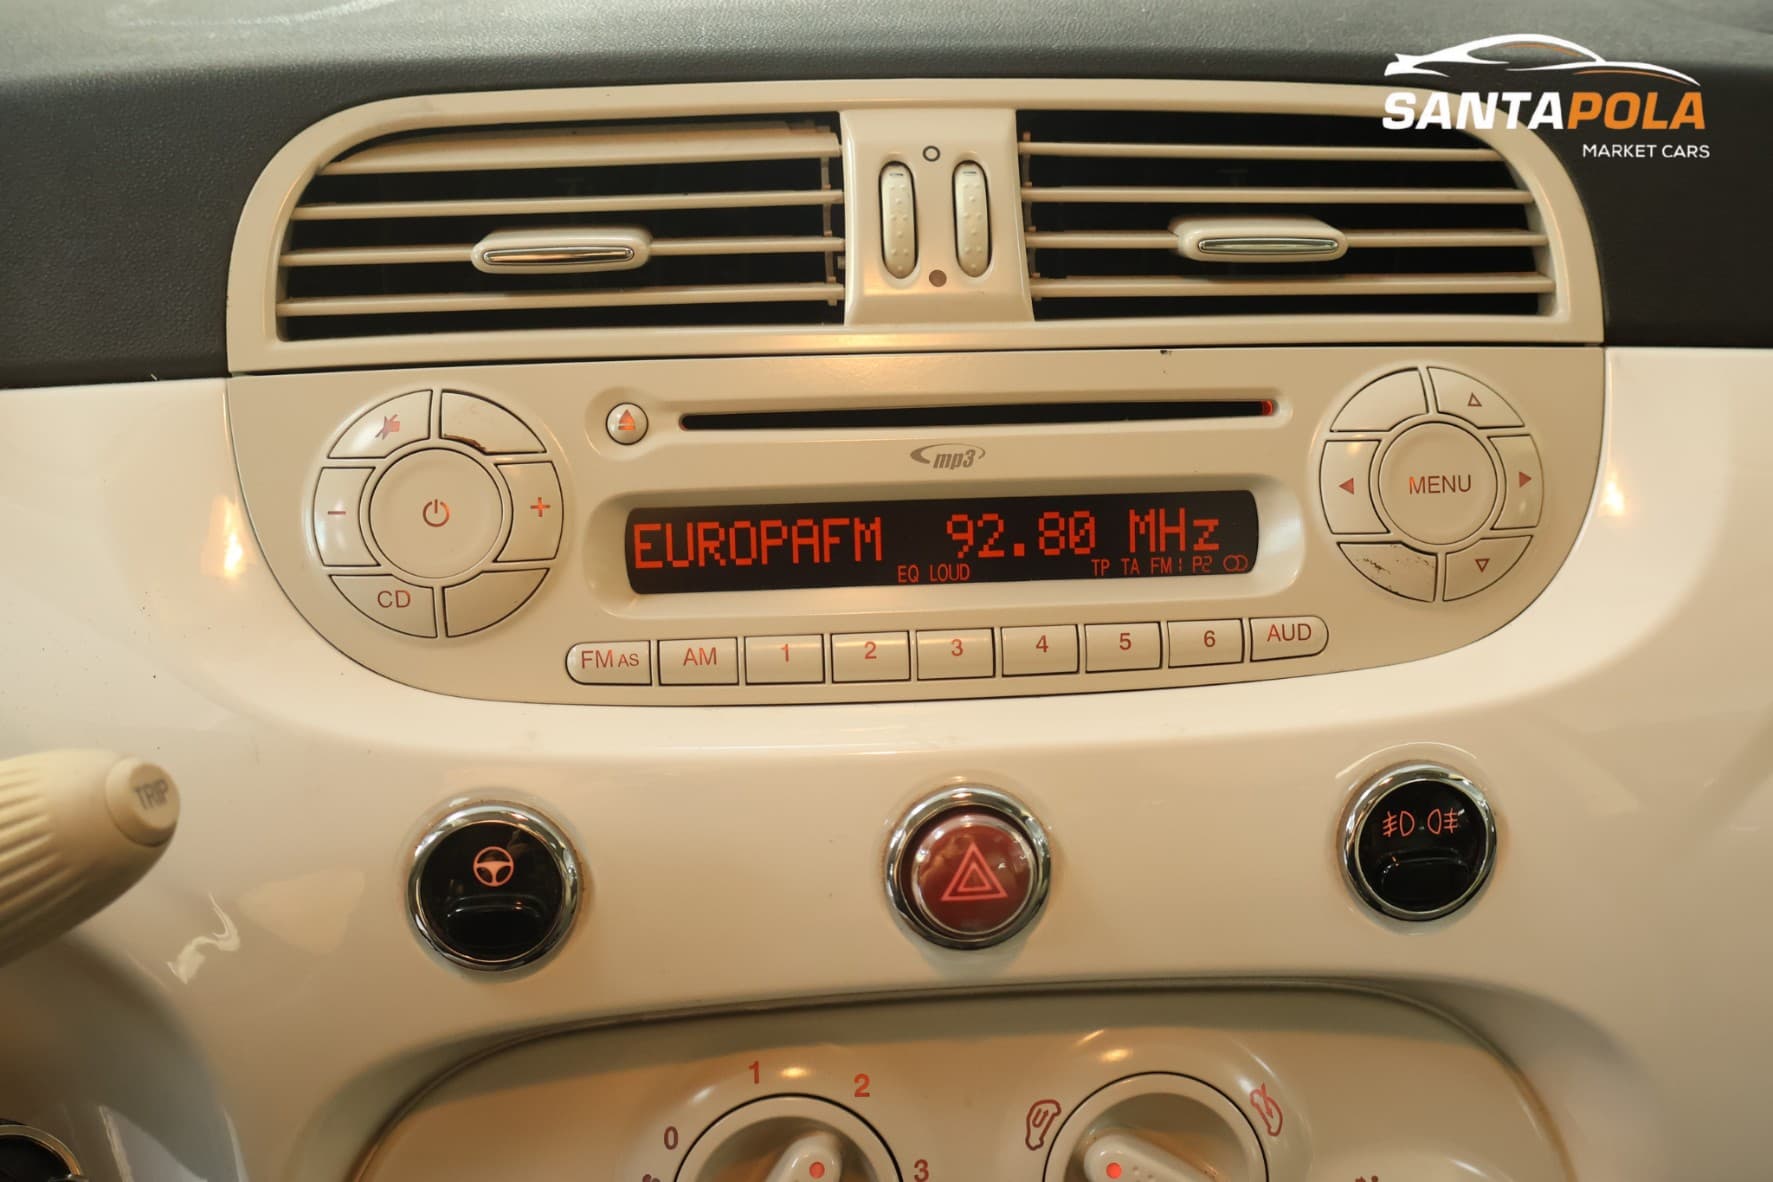 SANTAPOLA
MARKET CARS
mp3
MENU
EUROPAFM 92.80 MHz
EQ LOUD TP TA FM1 P2
CD
FM AS AM 1 2 3 4 5 6 AUD
TRIP
1 2
0
3